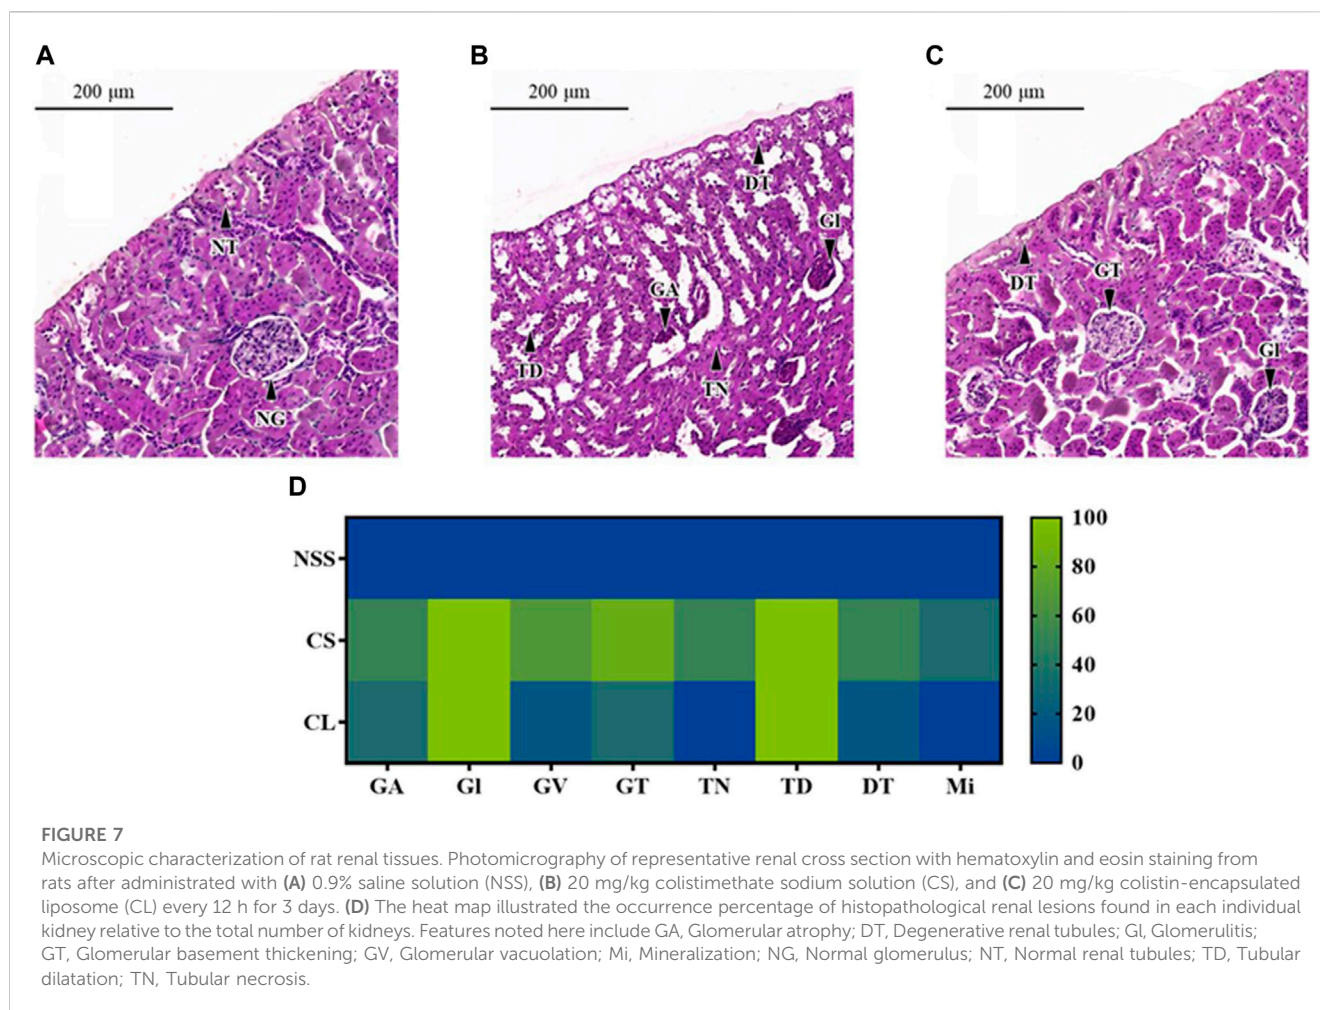 A
B
C
200 µm
200 µm
200 µm
NT
NG
DT
Gl
GA
TD
TN
DT
GT
Gl
D
NSS
CS
CL
GA Gl GV GT TN TD DT Mi
100
80
60
40
20
0
FIGURE 7
Microscopic characterization of rat renal tissues. Photomicrography of representative renal cross section with hematoxylin and eosin staining from
rats after administrated with (A) 0.9% saline solution (NSS), (B) 20 mg/kg colistimethate sodium solution (CS), and (C) 20 mg/kg colistin-encapsulated
liposome (CL) every 12 h for 3 days. (D) The heat map illustrated the occurrence percentage of histopathological renal lesions found in each individual
kidney relative to the total number of kidneys. Features noted here include GA, Glomerular atrophy; DT, Degenerative renal tubules; Gl, Glomerulitis;
GT, Glomerular basement thickening; GV, Glomerular vacuolation; Mi, Mineralization; NG, Normal glomerulus; NT, Normal renal tubules; TD, Tubular
dilatation; TN, Tubular necrosis.